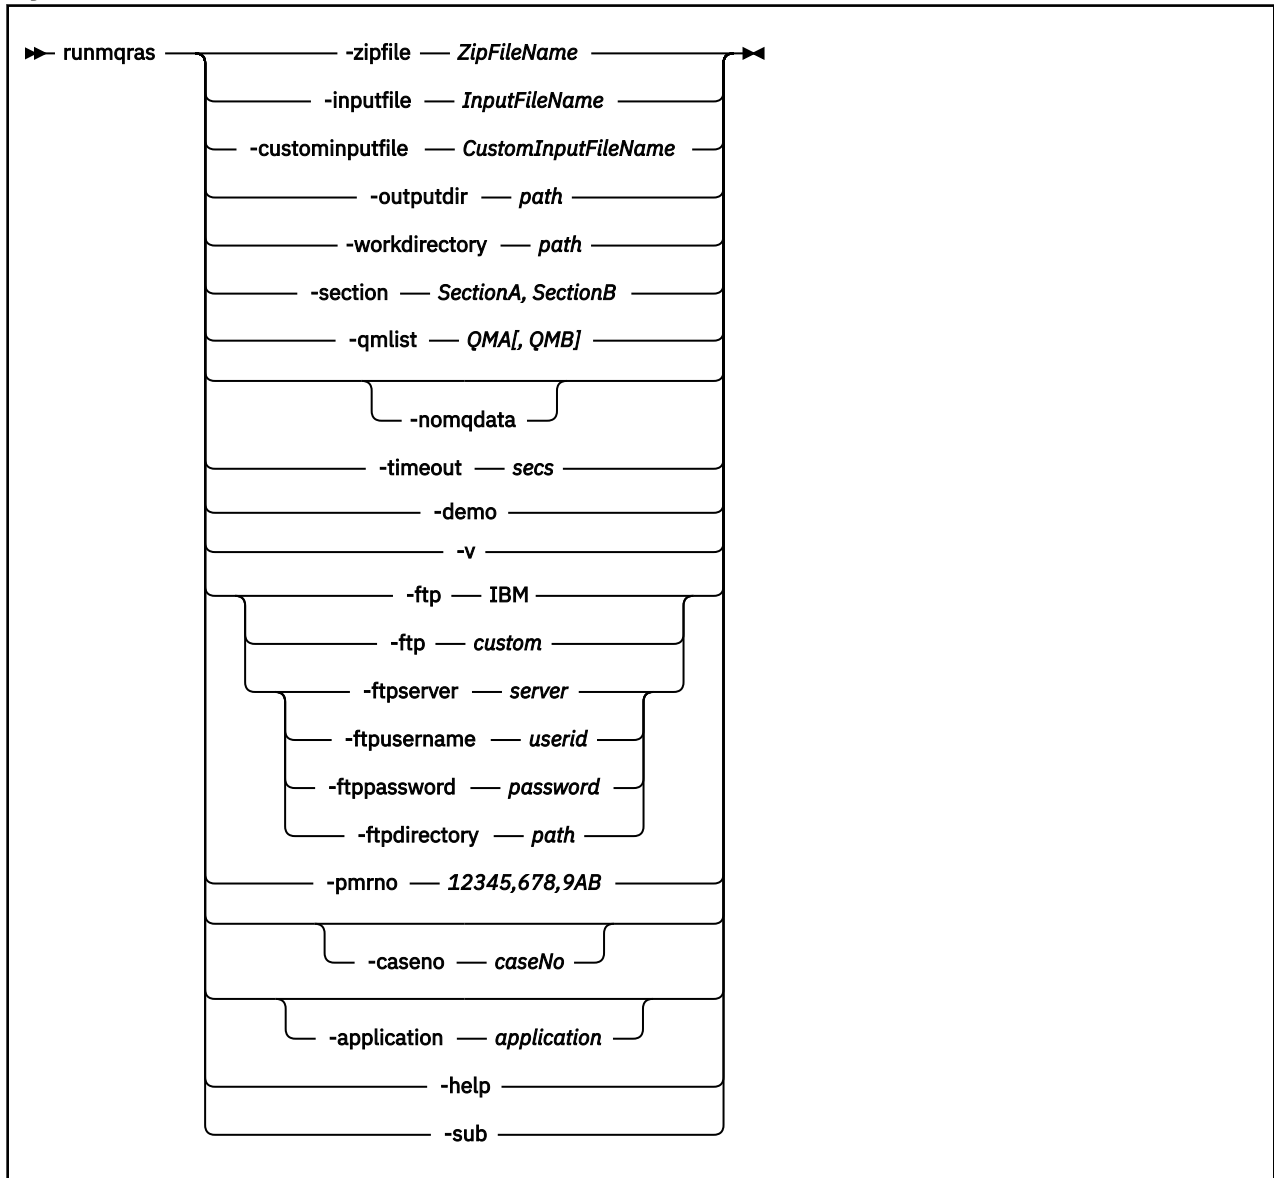 runmqras -zipfile ZipFileName
-inputfile InputFileName
-custominputfile CustomInputFileName
-outputdir path
-workdirectory path
-section SectionA, SectionB
-qmlist QMA[, QMB]
-nomqdata
-timeout secs
-demo
-v
-ftp IBM
-ftp custom
-ftpserver server
-ftpusername userid
-ftppassword password
-ftpdirectory path
-pmrno 12345,678,9AB
-caseno caseNo
-application application
-help
-sub